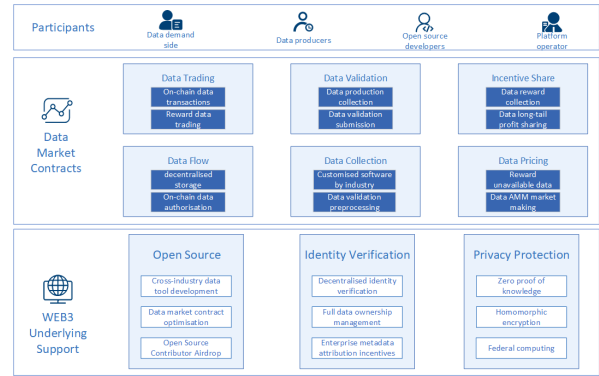 Participants
Data demand
side
Data producers
Open source
developers
Platform
operator
Data
Market
Contracts
Data Trading
On-chain data
transactions
Reward data
trading
Data Validation
Data production
collection
Data validation
submission
Incentive Share
Data reward
collection
Data long-tail
profit sharing
Data Flow
decentralised
storage
On-chain data
authorisation
Data Collection
Customised software
by industry
Data validation
preprocessing
Data Pricing
Reward
unavailable data
Data AMM market
making
WEB3
Underlying
Support
Open Source
Cross-industry data
tool development
Data market contract
optimisation
Open Source
Contributor Airdrop
Identity Verification
Decentralised identity
verification
Full data ownership
management
Enterprise metadata
attribution incentives
Privacy Protection
Zero proof of
knowledge
Homomorphic
encryption
Federal computing